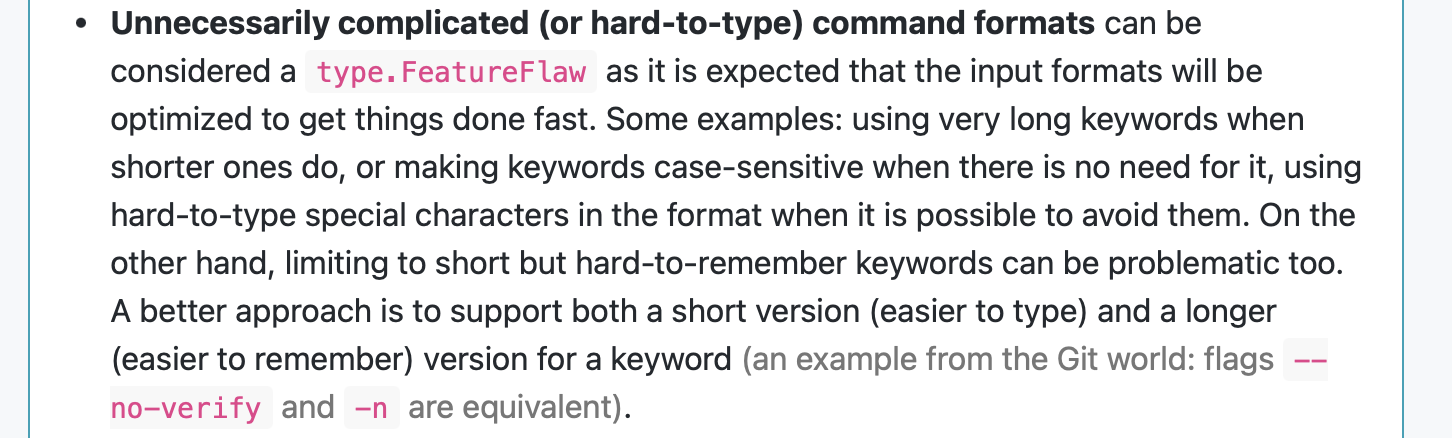 • Unnecessarily complicated (or hard-to-type) command formats can be
considered a type.FeatureFlaw as it is expected that the input formats will be
optimized to get things done fast. Some examples: using very long keywords when
shorter ones do, or making keywords case-sensitive when there is no need for it, using
hard-to-type special characters in the format when it is possible to avoid them. On the
other hand, limiting to short but hard-to-remember keywords can be problematic too.
A better approach is to support both a short version (easier to type) and a longer
(easier to remember) version for a keyword (an example from the Git world: flags --
no-verify and -n are equivalent).